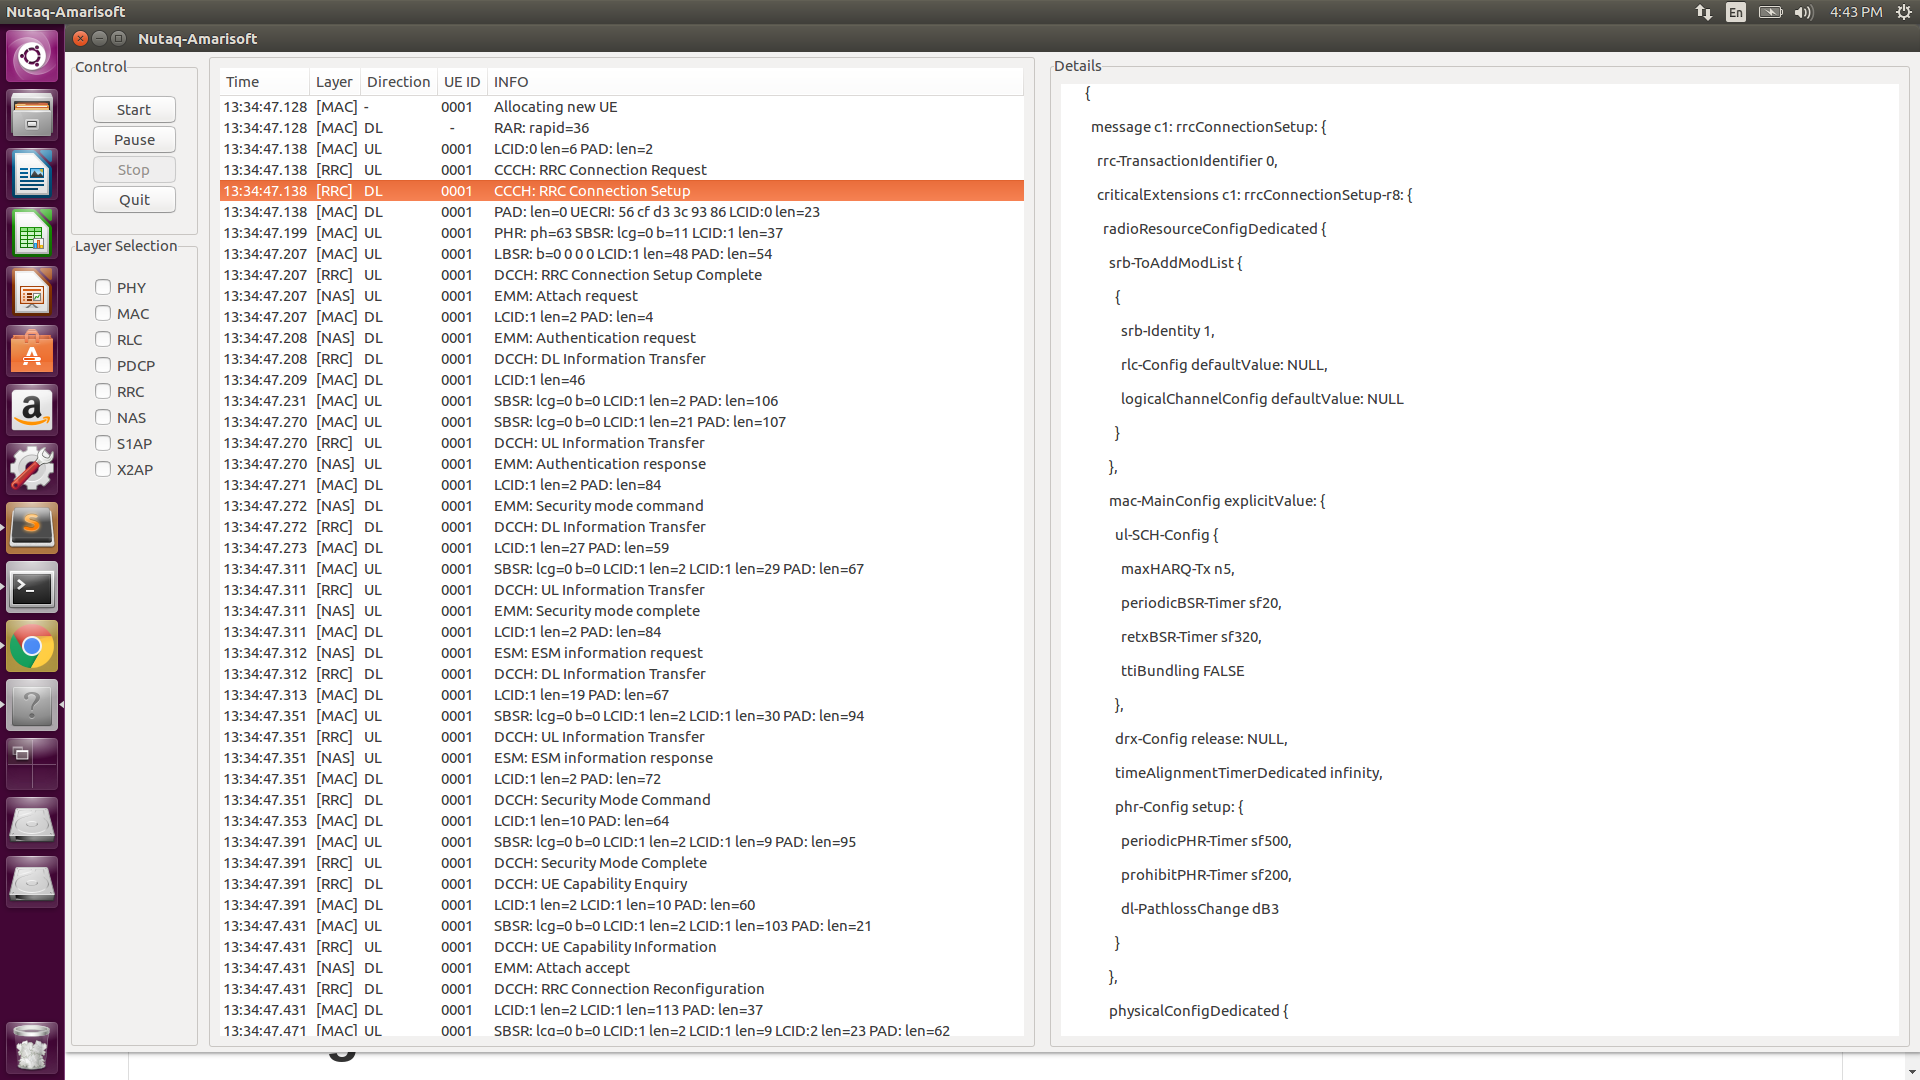 Nutaq-Amarisoft
En
4:43 PM
Nutaq-Amarisoft
Control
Start
Pause
Stop
Quit
Layer Selection
PHY
MAC
RLC
PDCP
RRC
NAS
S1AP
X2AP
Time Layer Direction UE ID INFO
13:34:47.128 [MAC] - 0001 Allocating new UE
13:34:47.128 [MAC] DL - RAR: rapid=36
13:34:47.138 [MAC] UL 0001 LCID:0 len=6 PAD: len=2
13:34:47.138 [RRC] UL 0001 CCCH: RRC Connection Request
13:34:47.138 [RRC] DL 0001 CCCH: RRC Connection Setup
13:34:47.138 [MAC] DL 0001 PAD: len=0 UECRI: 56 cf d3 3c 93 86 LCID:0 len=23
13:34:47.199 [MAC] UL 0001 PHR: ph=63 SBSR: lcg=0 b=11 LCID:1 len=37
13:34:47.207 [MAC] UL 0001 LBSR: b=0 0 0 0 LCID:1 len=48 PAD: len=54
13:34:47.207 [RRC] UL 0001 DCCH: RRC Connection Setup Complete
13:34:47.207 [NAS] UL 0001 EMM: Attach request
13:34:47.207 [MAC] DL 0001 LCID:1 len=2 PAD: len=4
13:34:47.208 [NAS] DL 0001 EMM: Authentication request
13:34:47.208 [RRC] DL 0001 DCCH: DL Information Transfer
13:34:47.209 [MAC] DL 0001 LCID:1 len=46
13:34:47.231 [MAC] UL 0001 SBSR: lcg=0 b=0 LCID:1 len=2 PAD: len=106
13:34:47.270 [MAC] UL 0001 SBSR: lcg=0 b=0 LCID:1 len=21 PAD: len=107
13:34:47.270 [RRC] UL 0001 DCCH: UL Information Transfer
13:34:47.270 [NAS] UL 0001 EMM: Authentication response
13:34:47.271 [MAC] DL 0001 LCID:1 len=2 PAD: len=84
13:34:47.272 [NAS] DL 0001 EMM: Security mode command
13:34:47.272 [RRC] DL 0001 DCCH: DL Information Transfer
13:34:47.273 [MAC] DL 0001 LCID:1 len=27 PAD: len=59
13:34:47.311 [MAC] UL 0001 SBSR: lcg=0 b=0 LCID:1 len=2 LCID:1 len=29 PAD: len=67
13:34:47.311 [RRC] UL 0001 DCCH: UL Information Transfer
13:34:47.311 [NAS] UL 0001 EMM: Security mode complete
13:34:47.311 [MAC] DL 0001 LCID:1 len=2 PAD: len=84
13:34:47.312 [NAS] DL 0001 ESM: ESM information request
13:34:47.312 [RRC] DL 0001 DCCH: DL Information Transfer
13:34:47.313 [MAC] DL 0001 LCID:1 len=19 PAD: len=67
13:34:47.351 [MAC] UL 0001 SBSR: lcg=0 b=0 LCID:1 len=2 LCID:1 len=30 PAD: len=94
13:34:47.351 [RRC] UL 0001 DCCH: UL Information Transfer
13:34:47.351 [NAS] UL 0001 ESM: ESM information response
13:34:47.351 [MAC] DL 0001 LCID:1 len=2 PAD: len=72
13:34:47.351 [RRC] DL 0001 DCCH: Security Mode Command
13:34:47.353 [MAC] DL 0001 LCID:1 len=10 PAD: len=64
13:34:47.391 [MAC] UL 0001 SBSR: lcg=0 b=0 LCID:1 len=2 LCID:1 len=9 PAD: len=95
13:34:47.391 [RRC] UL 0001 DCCH: Security Mode Complete
13:34:47.391 [RRC] DL 0001 DCCH: UE Capability Enquiry
13:34:47.391 [MAC] DL 0001 LCID:1 len=2 LCID:1 len=10 PAD: len=60
13:34:47.431 [MAC] UL 0001 SBSR: lcg=0 b=0 LCID:1 len=2 LCID:1 len=103 PAD: len=21
13:34:47.431 [RRC] UL 0001 DCCH: UE Capability Information
13:34:47.431 [NAS] DL 0001 EMM: Attach accept
13:34:47.431 [RRC] DL 0001 DCCH: RRC Connection Reconfiguration
13:34:47.431 [MAC] DL 0001 LCID:1 len=2 LCID:1 len=113 PAD: len=37
13:34:47.471 [MAC] UL 0001 SBSR: lcg=0 b=0 LCID:1 len=2 LCID:1 len=9 LCID:2 len=23 PAD: len=62
Details
{
message c1: rrcConnectionSetup: {
rrc-TransactionIdentifier 0,
criticalExtensions c1: rrcConnectionSetup-r8: {
radioResourceConfigDedicated {
srb-ToAddModList {
{
srb-Identity 1,
rlc-Config defaultValue: NULL,
logicalChannelConfig defaultValue: NULL
}
},
mac-MainConfig explicitValue: {
ul-SCH-Config {
maxHARQ-Tx n5,
periodicBSR-Timer sf20,
retxBSR-Timer sf320,
ttiBundling FALSE
},
drx-Config release: NULL,
timeAlignmentTimerDedicated infinity,
phr-Config setup: {
periodicPHR-Timer sf500,
prohibitPHR-Timer sf200,
dl-PathlossChange dB3
}
},
physicalConfigDedicated {